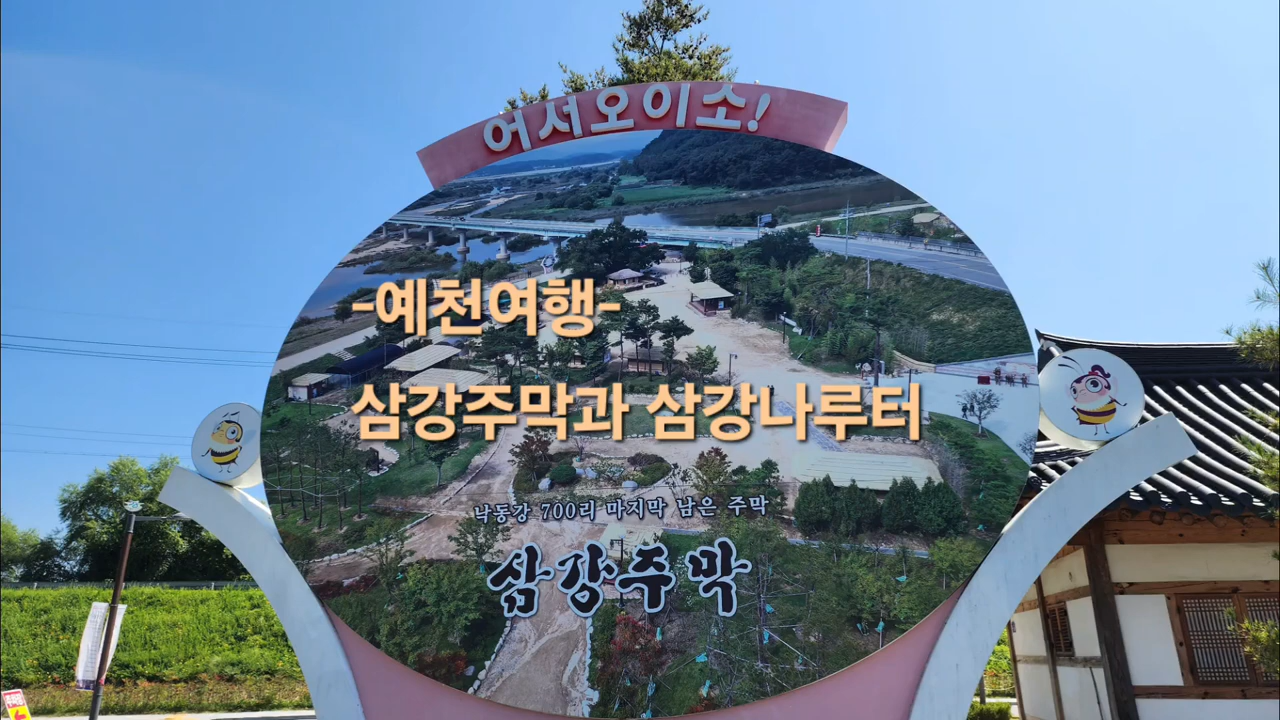 어서오이소!
-예천여행-
삼강주막과 삼강나루터
낙동강 700리 마지막 남은 주막
삼강주막